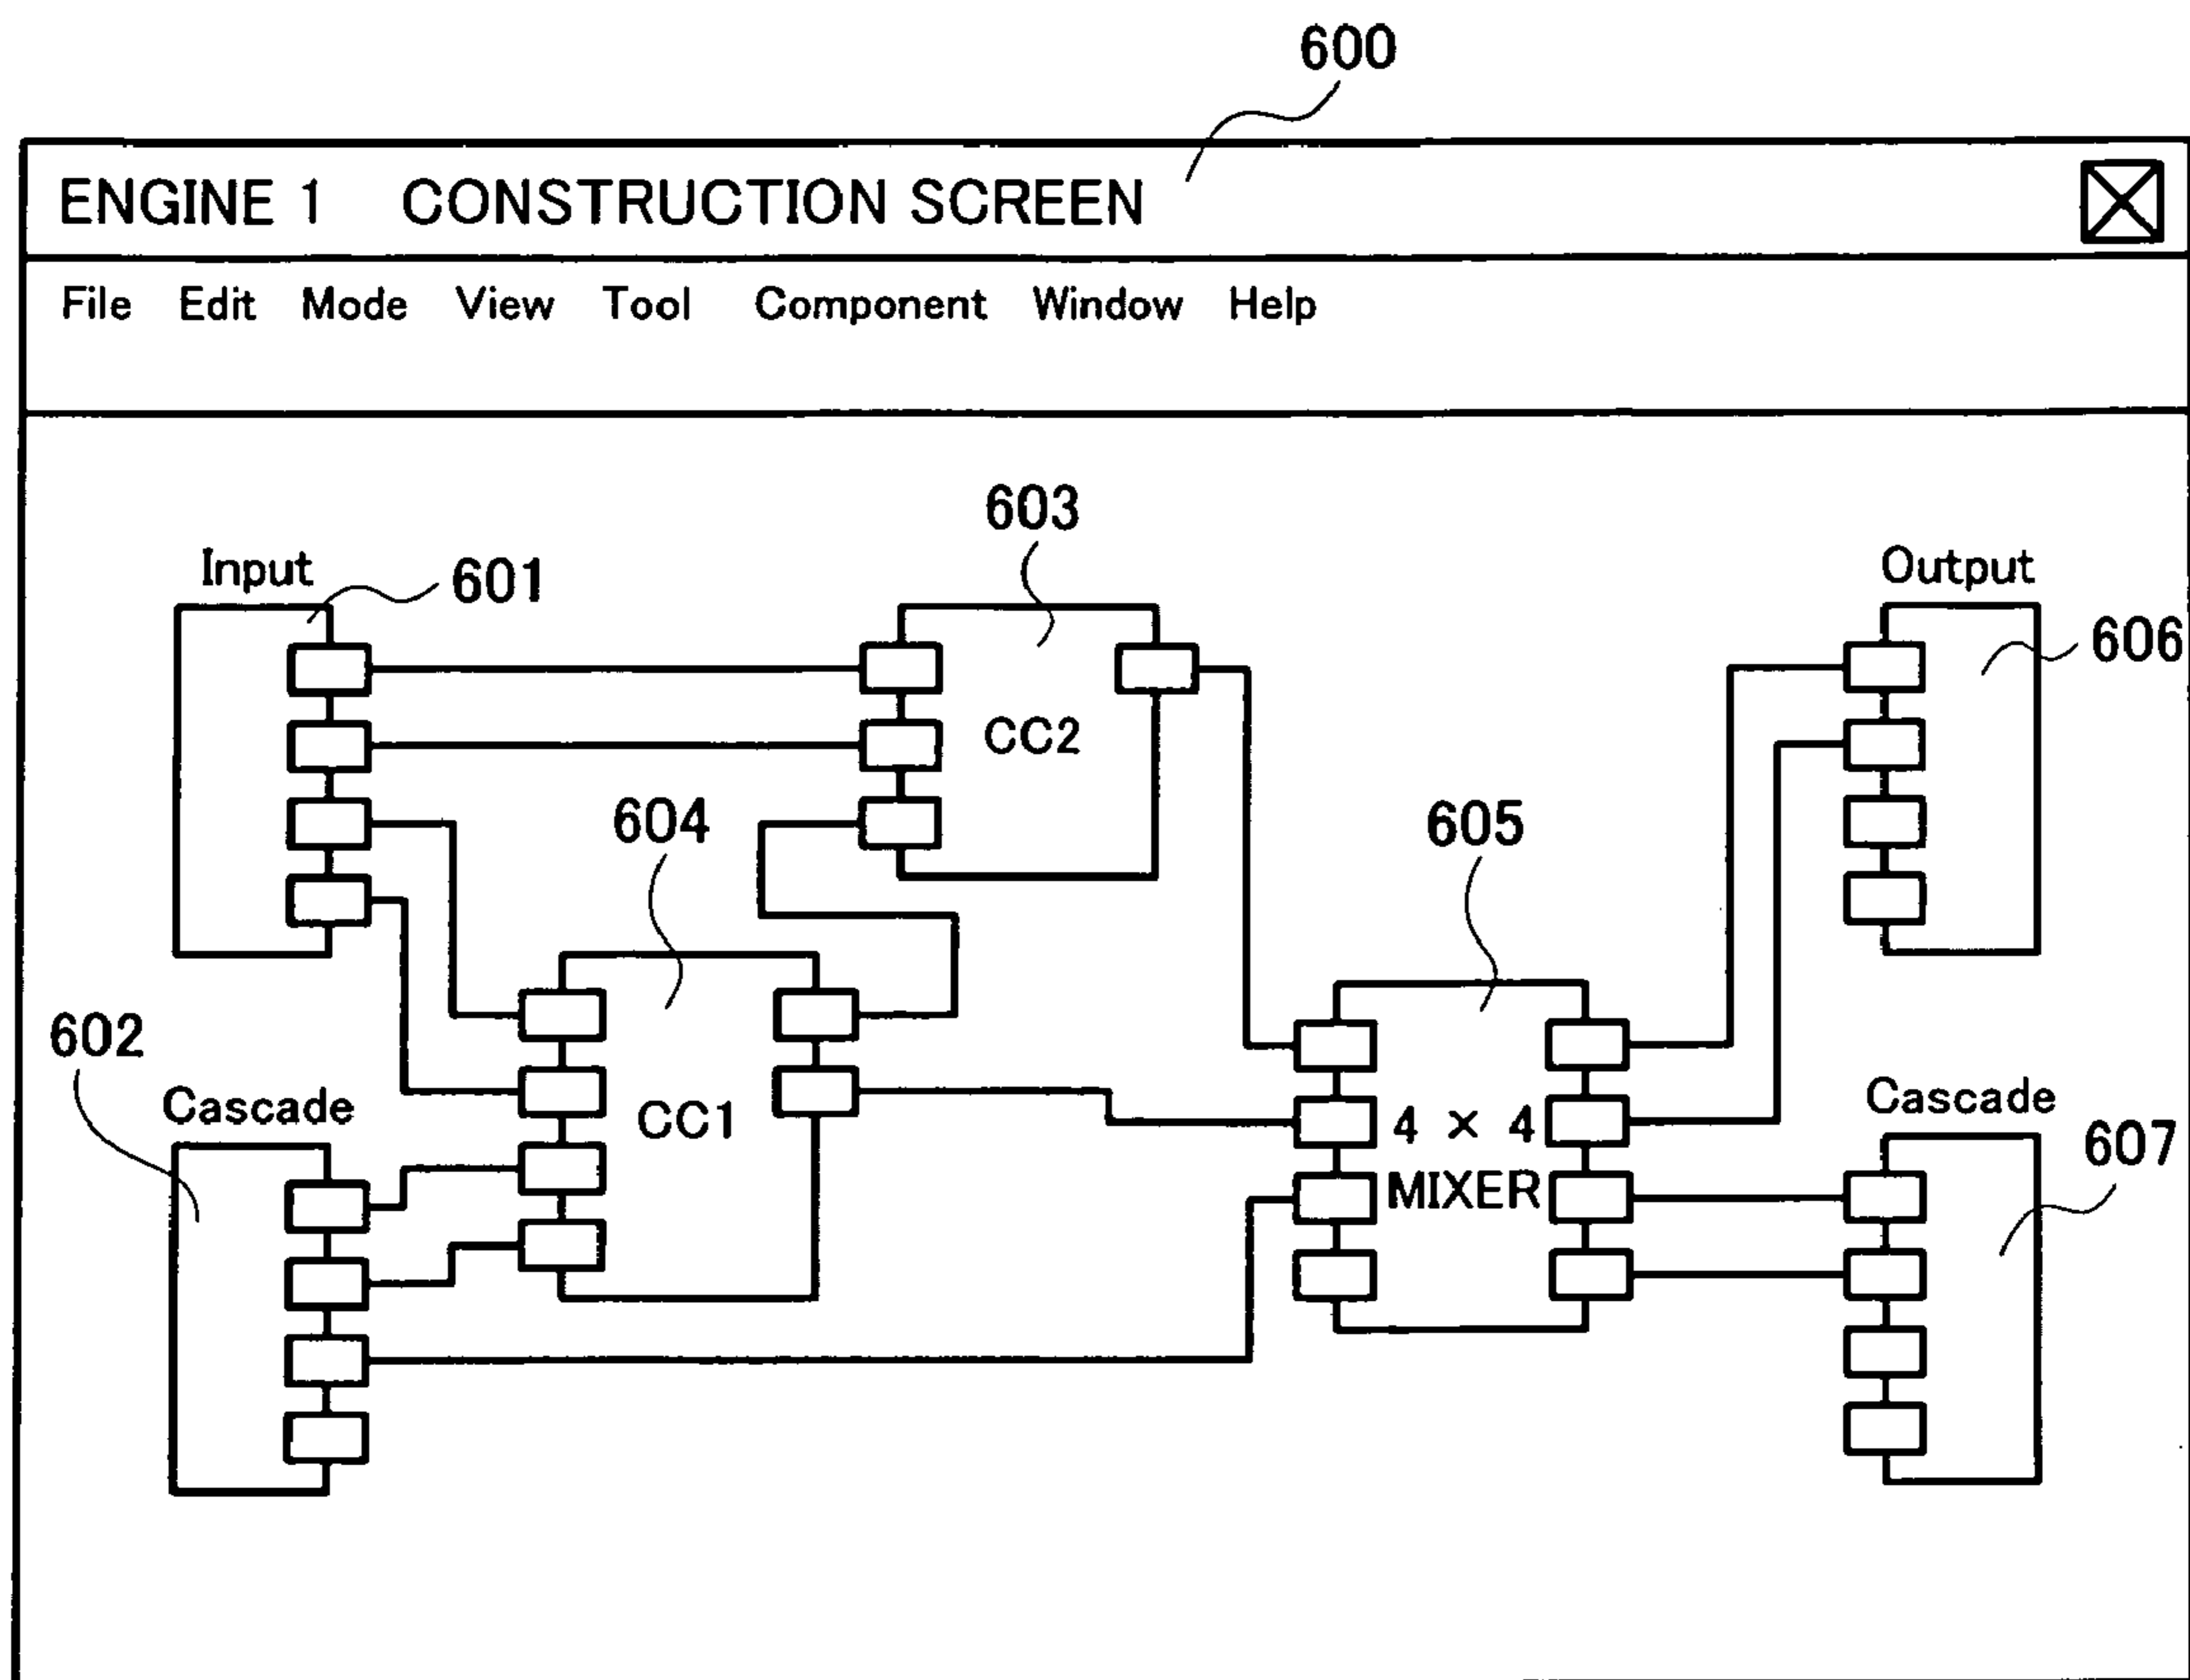 600
ENGINE 1 CONSTRUCTION SCREEN
File Edit Mode View Tool Component Window Help
603
Input
601
Output
606
CC2
604
605
602
Cascade
CC1
4 × 4
MIXER
Cascade
607